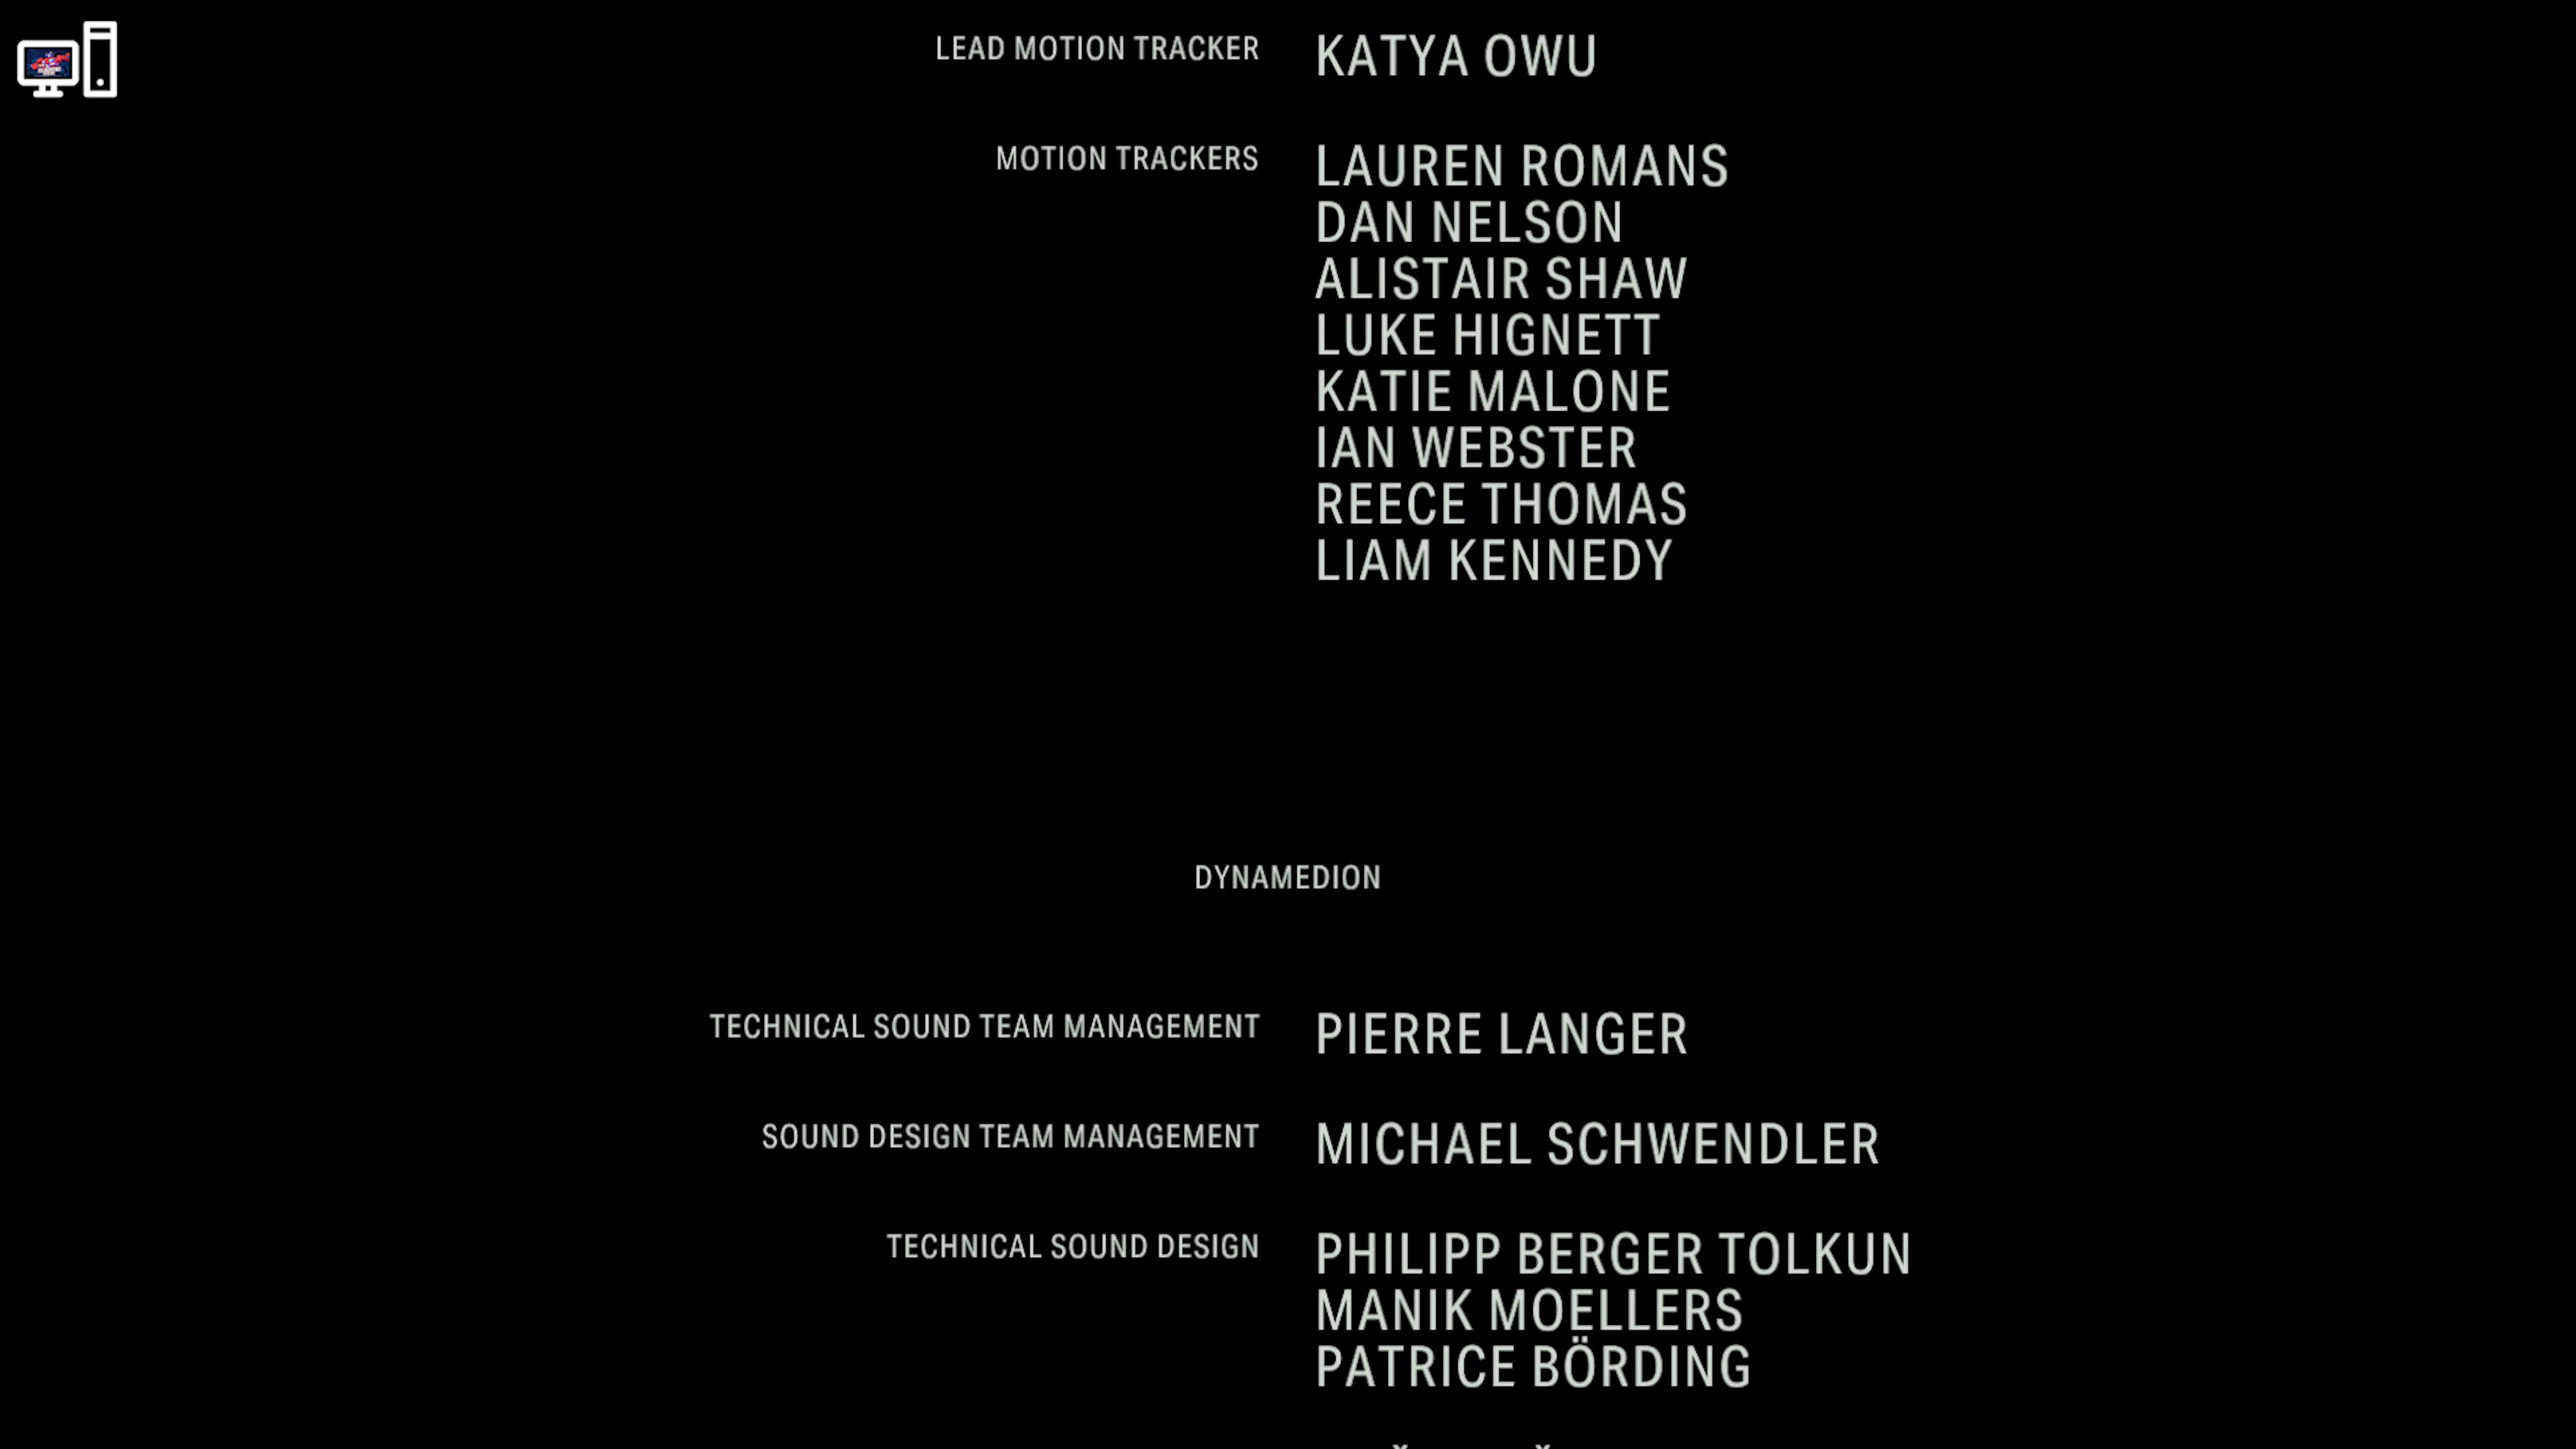 LEAD MOTION TRACKER KATYA OWU
MOTION TRACKERS LAUREN ROMANS
DAN NELSON
ALISTAIR SHAW
LUKE HIGNETT
KATIE MALONE
IAN WEBSTER
REECE THOMAS
LIAM KENNEDY
DYNAMEDION
TECHNICAL SOUND TEAM MANAGEMENT PIERRE LANGER
SOUND DESIGN TEAM MANAGEMENT MICHAEL SCHWENDLER
TECHNICAL SOUND DESIGN PHILIPP BERGER TOLKUN
MANIK MOELLERS
PATRICE BÖRDING